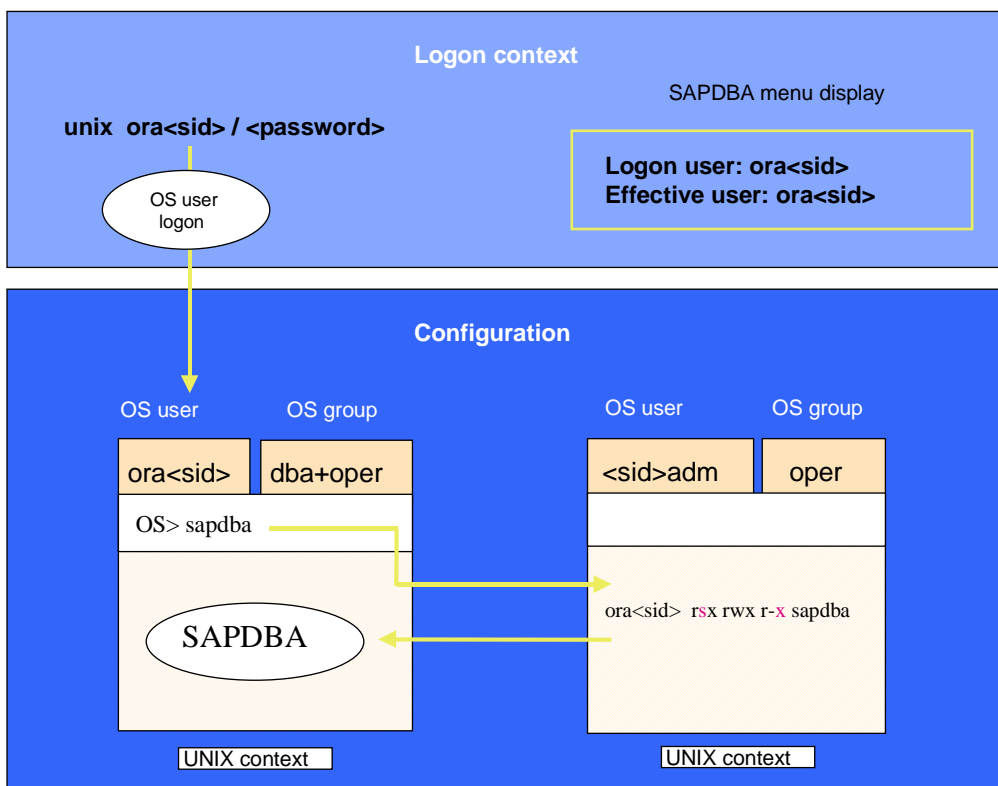 Logon context
SAPDBA menu display
unix ora<sid> / <password>
Logon user: ora<sid>
Effective user: ora<sid>
OS user
logon
Configuration
OS user OS group
OS user OS group
ora<sid> dba+oper
<sid>adm oper
OS> sapdba
ora<sid> rsx rwx r-x sapdba
SAPDBA
UNIX context
UNIX context